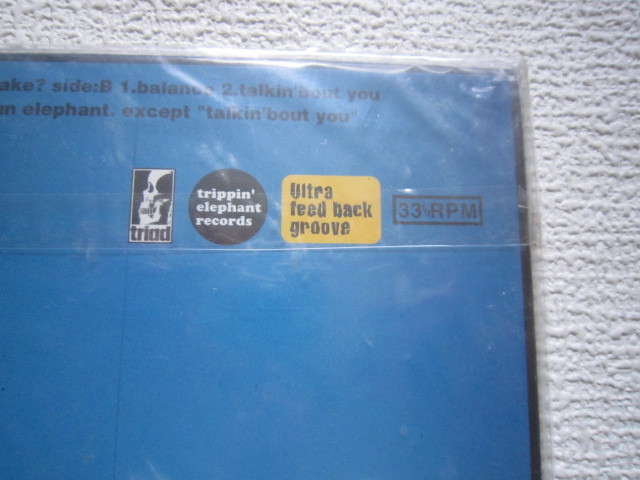 ake? side:B 1.balance 2.talkin'bout you
n elephant. except "talkin'bout you"
triad
trippin'
elephant
records
Ultra
feed back
groove
33⅓RPM